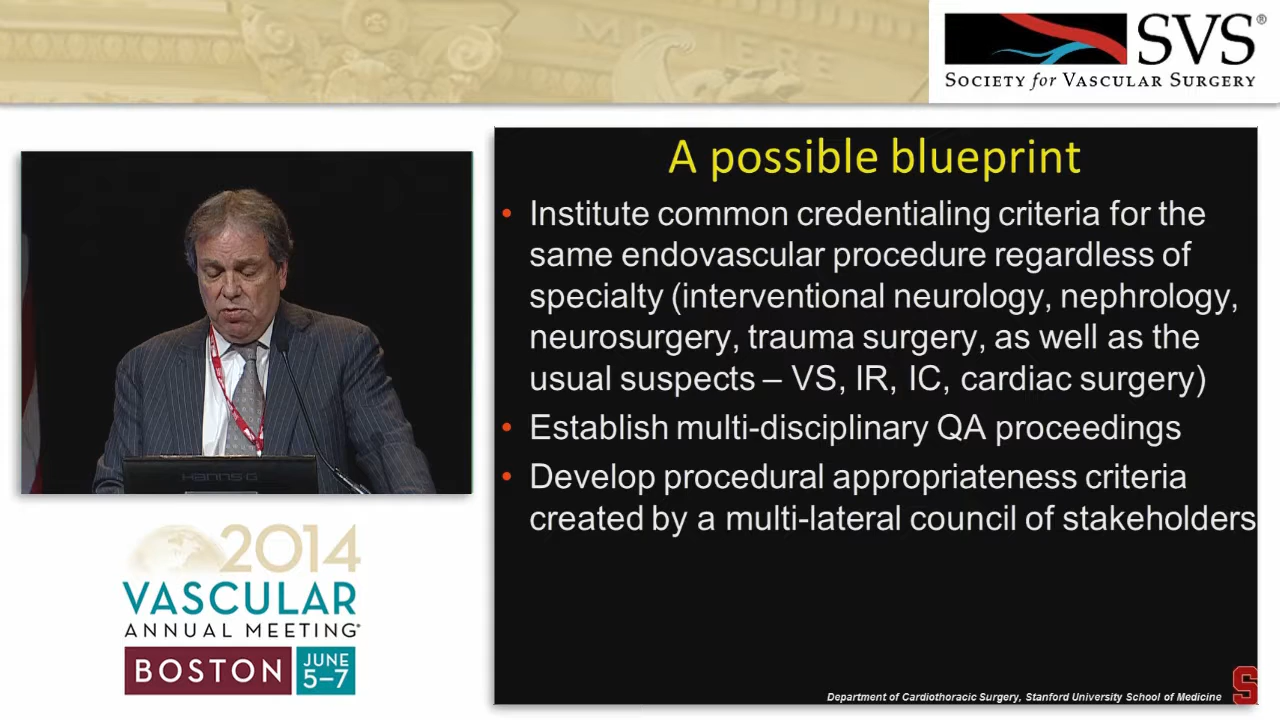 MOLIERE
SVS®
SOCIETY for VASCULAR SURGERY
A possible blueprint
• Institute common credentialing criteria for the
same endovascular procedure regardless of
specialty (interventional neurology, nephrology,
neurosurgery, trauma surgery, as well as the
usual suspects – VS, IR, IC, cardiac surgery)
• Establish multi-disciplinary QA proceedings
• Develop procedural appropriateness criteria
created by a multi-lateral council of stakeholders
HANNS G
2014
VASCULAR
ANNUAL MEETING®
BOSTON
JUNE
5–7
Department of Cardiothoracic Surgery, Stanford University School of Medicine
S